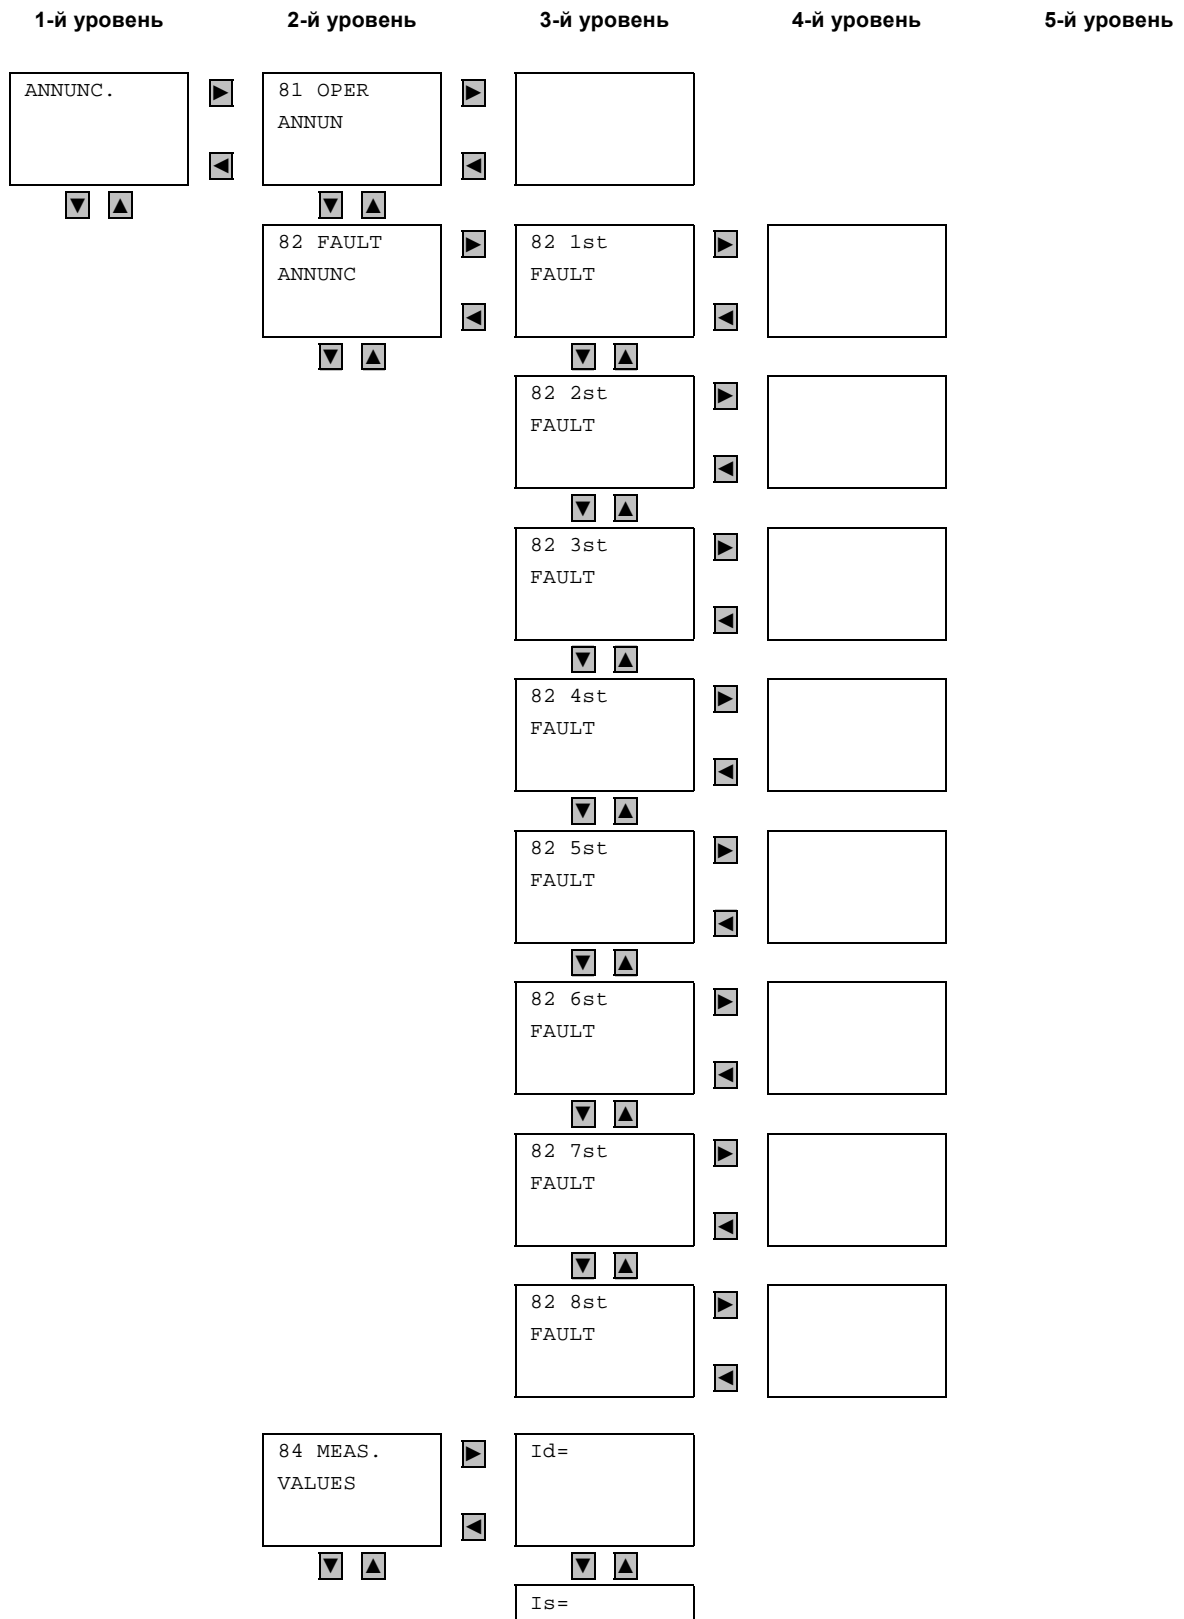 1-й уровень 2-й уровень 3-й уровень 4-й уровень 5-й уровень
ANNUNC.
81 OPER
ANNUN
82 FAULT
ANNUNC
82 1st
FAULT
82 2st
FAULT
82 3st
FAULT
82 4st
FAULT
82 5st
FAULT
82 6st
FAULT
82 7st
FAULT
82 8st
FAULT
84 MEAS.
VALUES
Id=
Is=